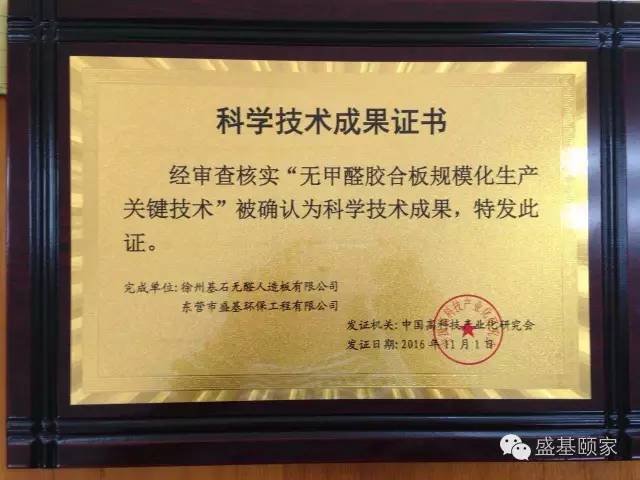 科学技术成果证书
经审查核实“无甲醛胶合板规模化生产
关键技术”被确认为科学技术成果，特发此
证。
完成单位：徐州基石无醛人造板有限公司
东营市盛基环保工程有限公司
发证机关：中国高科技产业化研究会
发证日期：2016年11月1日
盛基颐家